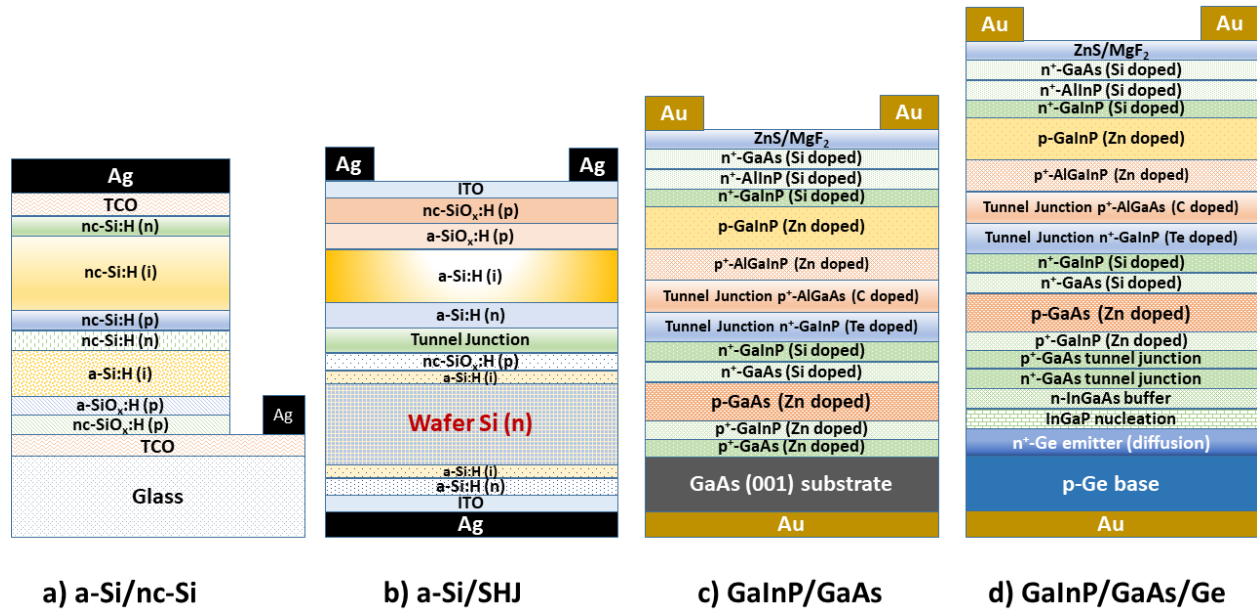 Ag
TCO
nc-Si:H (n)
nc-Si:H (i)
nc-Si:H (p)
nc-Si:H (n)
a-Si:H (i)
a-SiOₓ:H (p)
nc-SiOₓ:H (p)
Ag
TCO
Glass
a) a-Si/nc-Si
Ag Ag
ITO
nc-SiOₓ:H (p)
a-SiOₓ:H (p)
a-Si:H (i)
a-Si:H (n)
Tunnel Junction
nc-SiOₓ:H (p)
a-Si:H (i)
Wafer Si (n)
a-Si:H (i)
a-Si:H (n)
ITO
Ag
b) a-Si/SHJ
Au Au
ZnS/MgF₂
n⁺-GaAs (Si doped)
n⁺-AlInP (Si doped)
n⁺-GaInP (Si doped)
p-GaInP (Zn doped)
p⁺-AlGaInP (Zn doped)
Tunnel Junction p⁺-AlGaAs (C doped)
Tunnel Junction n⁺-GaInP (Te doped)
n⁺-GaInP (Si doped)
n⁺-GaAs (Si doped)
p-GaAs (Zn doped)
p⁺-GaInP (Zn doped)
p⁺-GaAs (Zn doped)
GaAs (001) substrate
Au
c) GaInP/GaAs
Au Au
ZnS/MgF₂
n⁺-GaAs (Si doped)
n⁺-AlInP (Si doped)
n⁺-GaInP (Si doped)
p-GaInP (Zn doped)
p⁺-AlGaInP (Zn doped)
Tunnel Junction p⁺-AlGaAs (C doped)
Tunnel Junction n⁺-GaInP (Te doped)
n⁺-GaInP (Si doped)
n⁺-GaAs (Si doped)
p-GaAs (Zn doped)
p⁺-GaInP (Zn doped)
p⁺-GaAs tunnel junction
n⁺-GaAs tunnel junction
n-InGaAs buffer
InGaP nucleation
n⁺-Ge emitter (diffusion)
p-Ge base
Au
d) GaInP/GaAs/Ge